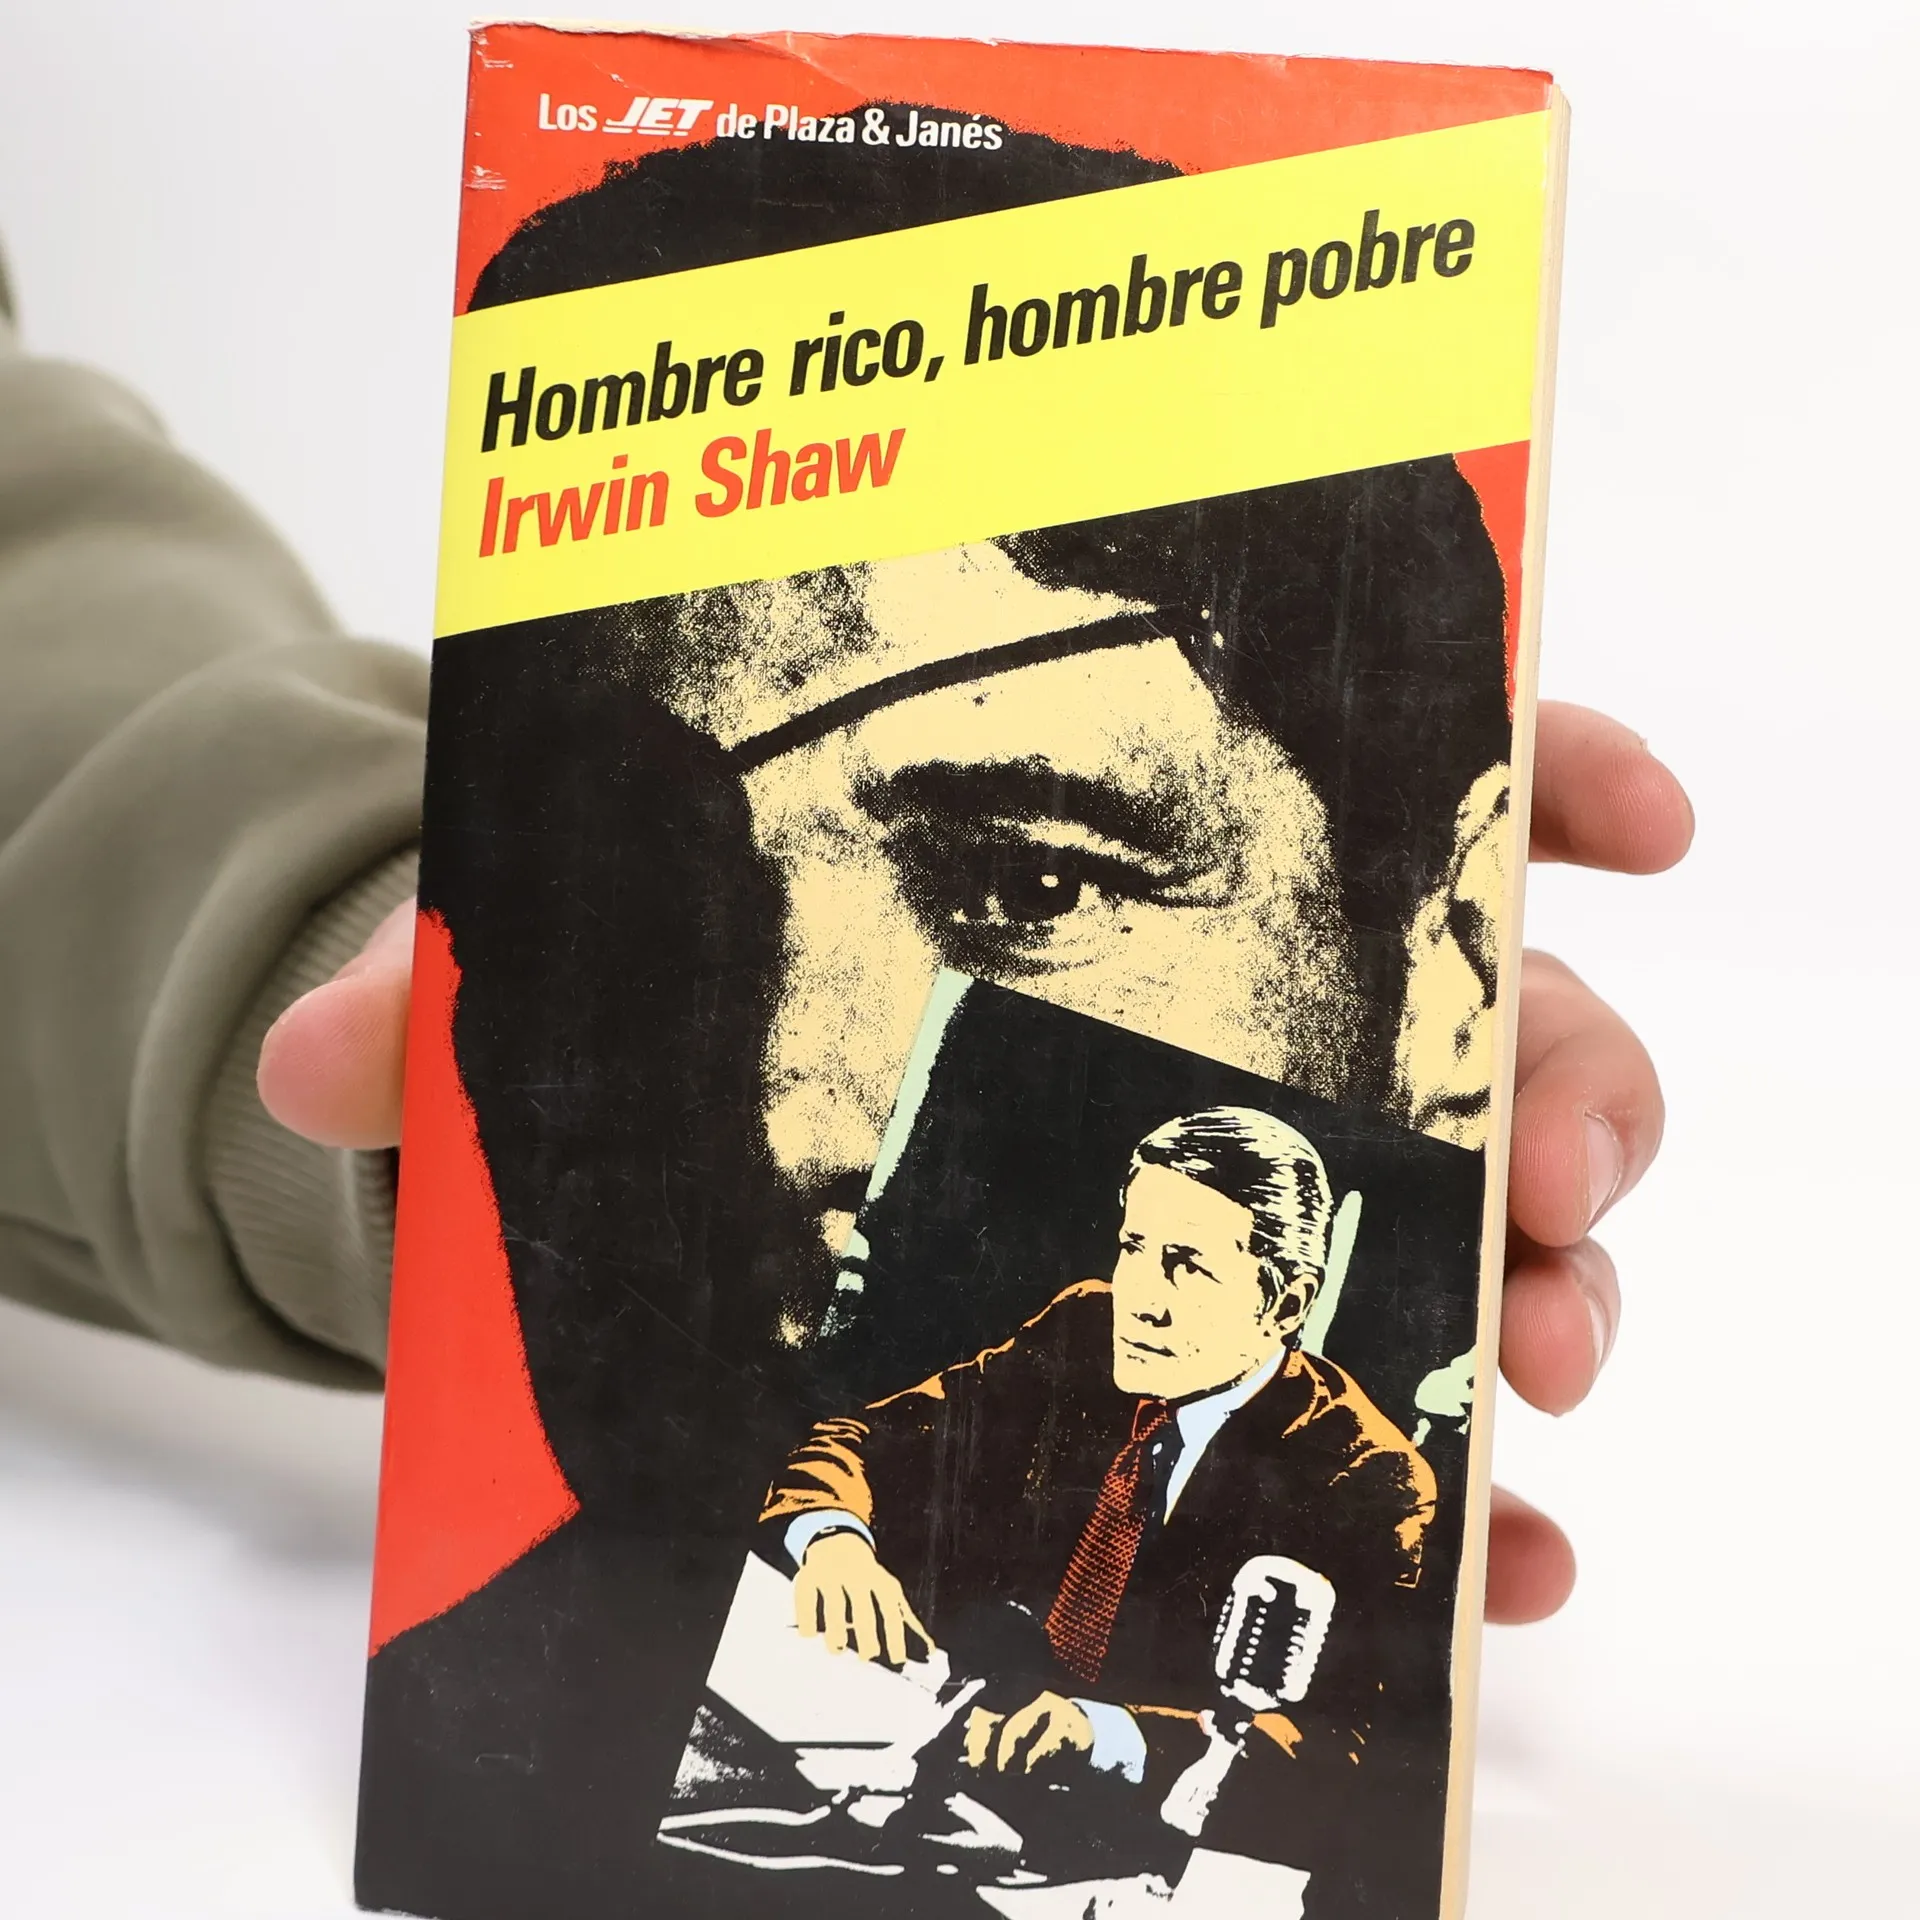 Los JET de Plaza & Janés
Hombre rico, hombre pobre
Irwin Shaw